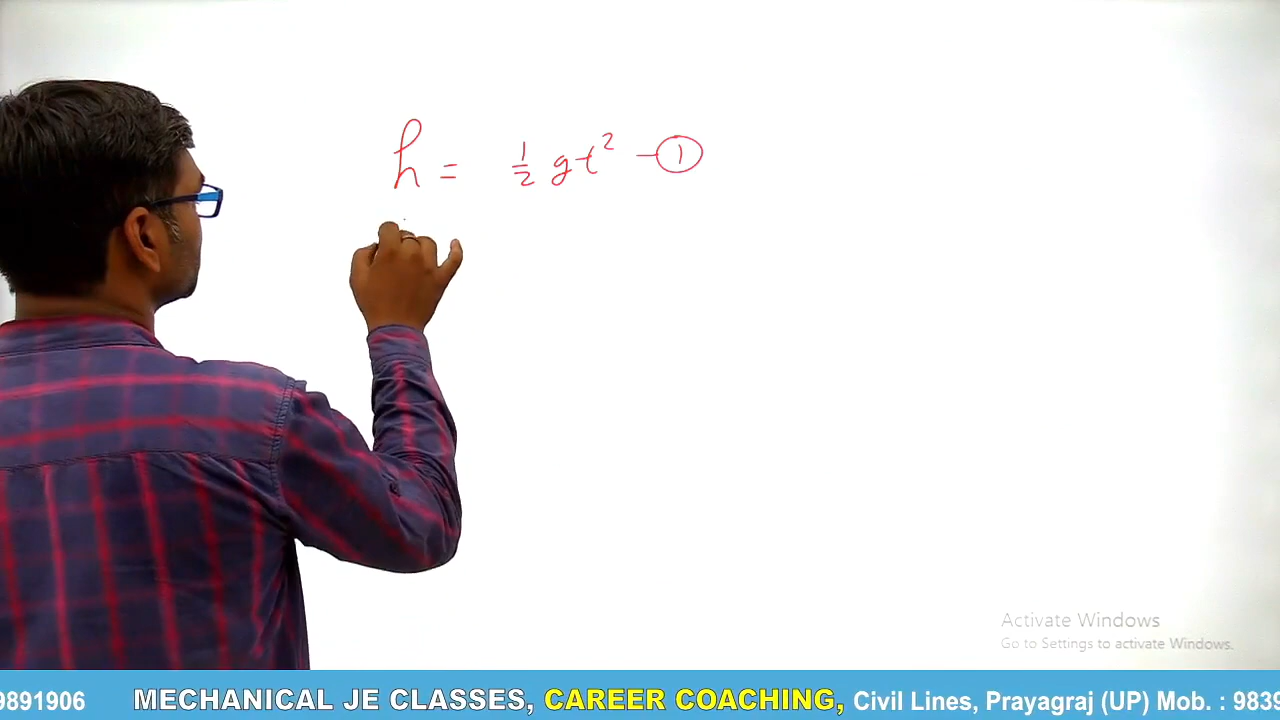 h = 1/2 gt² — ①
Activate Windows
Go to Settings to activate Windows.
9891906 MECHANICAL JE CLASSES, CAREER COACHING, Civil Lines, Prayagraj (UP) Mob. : 9839